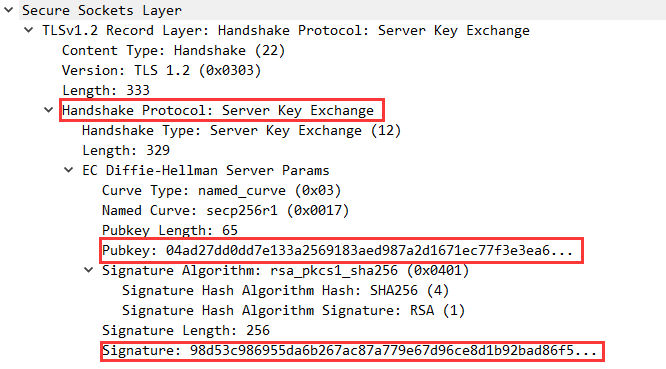 Secure Sockets Layer
TLSv1.2 Record Layer: Handshake Protocol: Server Key Exchange
Content Type: Handshake (22)
Version: TLS 1.2 (0x0303)
Length: 333
Handshake Protocol: Server Key Exchange
Handshake Type: Server Key Exchange (12)
Length: 329
EC Diffie-Hellman Server Params
Curve Type: named_curve (0x03)
Named Curve: secp256r1 (0x0017)
Pubkey Length: 65
Pubkey: 04ad27dd0dd7e133a2569183aed987a2d1671ec77f3e3ea6...
Signature Algorithm: rsa_pkcs1_sha256 (0x0401)
Signature Hash Algorithm Hash: SHA256 (4)
Signature Hash Algorithm Signature: RSA (1)
Signature Length: 256
Signature: 98d53c986955da6b267ac87a779e67d96ce8d1b92bad86f5...